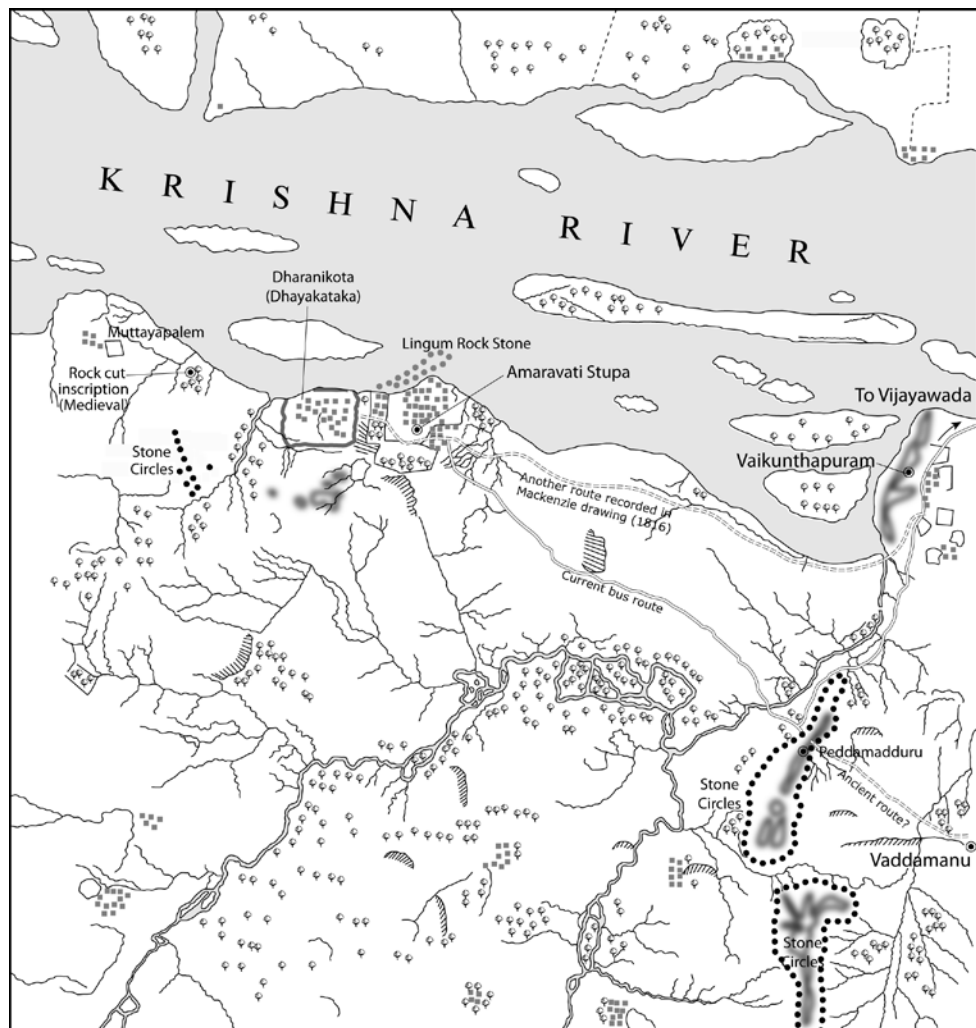 KRISHNA RIVER
Dharanikota
(Dhayakataka)
Muttayapalem
Lingum Rock Stone
Rock cut
inscription
(Medieval)
Amaravati Stupa
To Vijayawada
Stone
Circles
Vaikunthapuram
Another route recorded in
Mackenzie drawing (1816)
Current bus route
Peddamadduru
Stone
Circles
Ancient route?
Vaddamanu
Stone
Circles